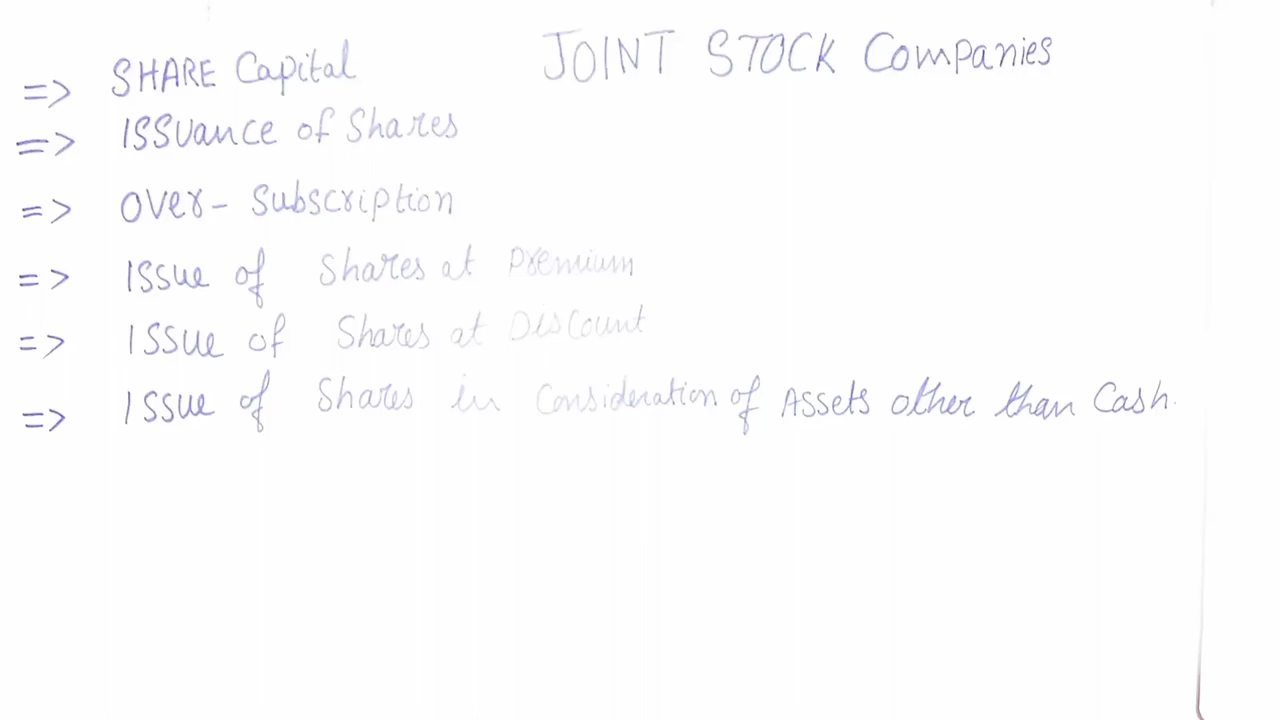 JOINT STOCK Companies
=> SHARE Capital
=> ISSUance of Shares
=> OVer- Subscription
=> ISSue of Shares at Premium
=> ISSue of Shares at DisCount
=> ISSue of Shares in Consideration of Assets other than Cash.